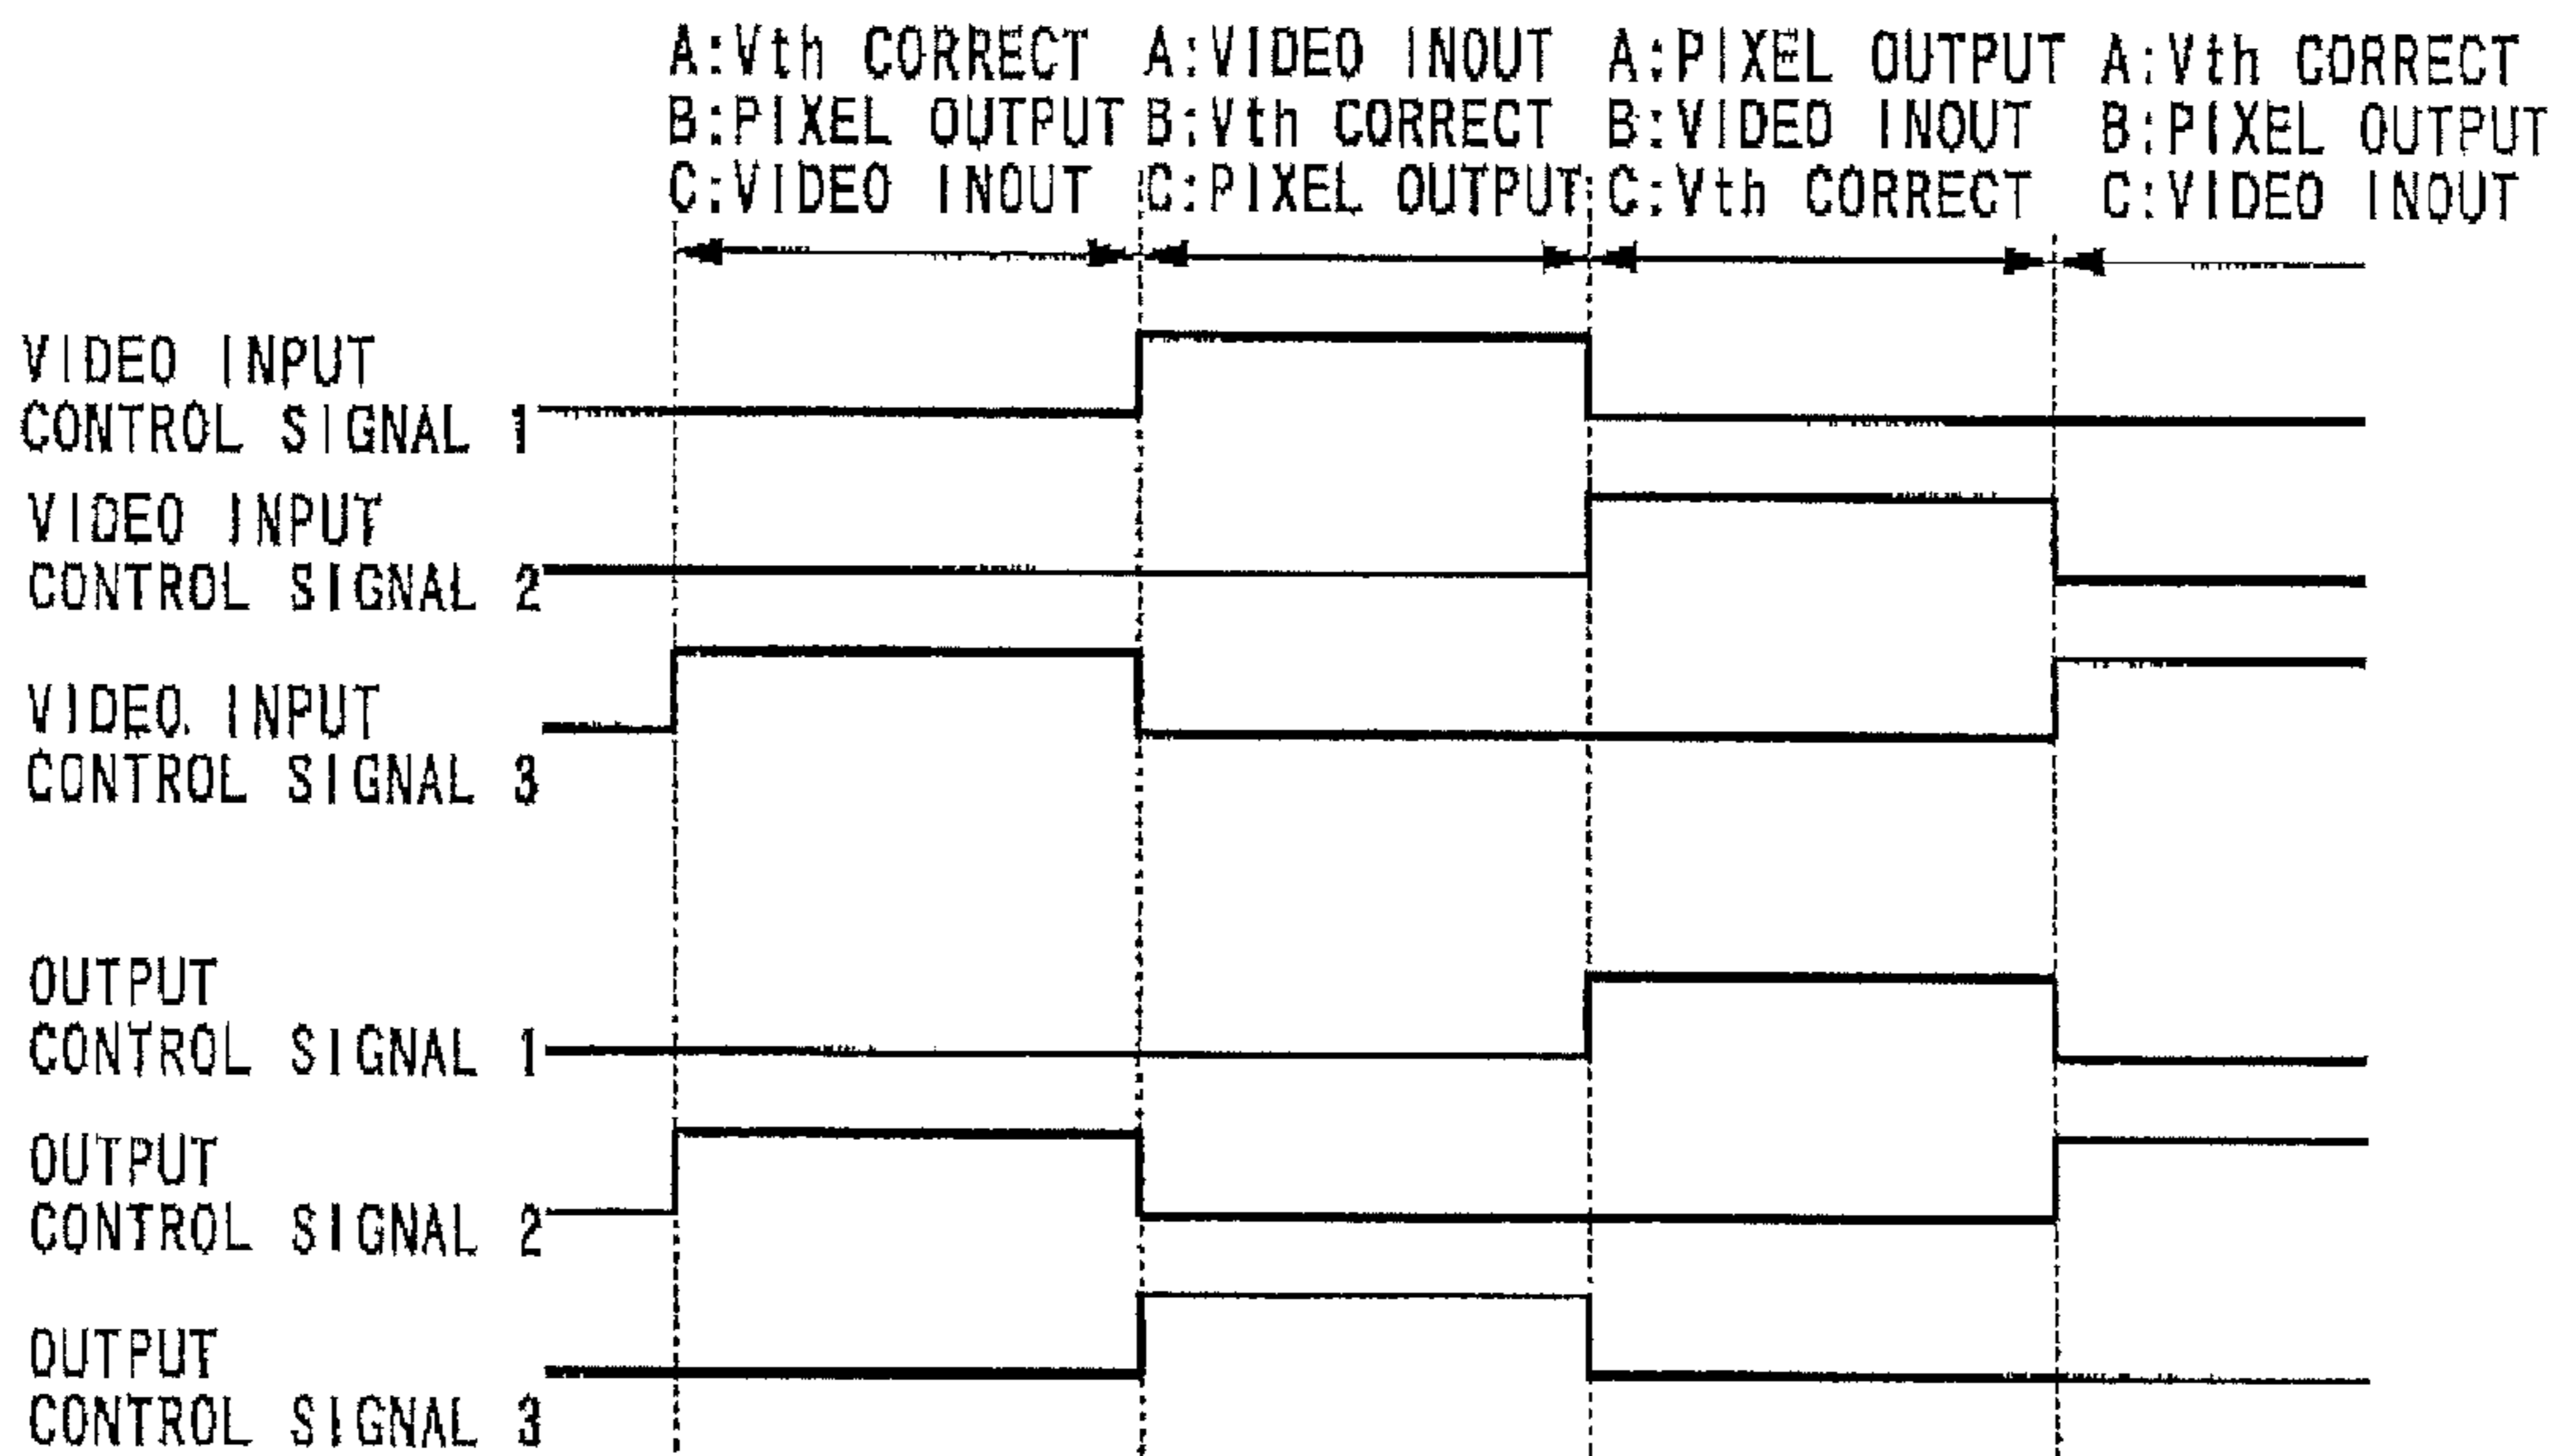 A:Vth CORRECT
B:PIXEL OUTPUT
C:VIDEO INOUT
A:VIDEO INOUT
B:Vth CORRECT
C:PIXEL OUTPUT
A:PIXEL OUTPUT
B:VIDEO INOUT
C:Vth CORRECT
A:Vth CORRECT
B:PIXEL OUTPUT
C:VIDEO INOUT
VIDEO INPUT
CONTROL SIGNAL 1
VIDEO INPUT
CONTROL SIGNAL 2
VIDEO INPUT
CONTROL SIGNAL 3
OUTPUT
CONTROL SIGNAL 1
OUTPUT
CONTROL SIGNAL 2
OUTPUT
CONTROL SIGNAL 3